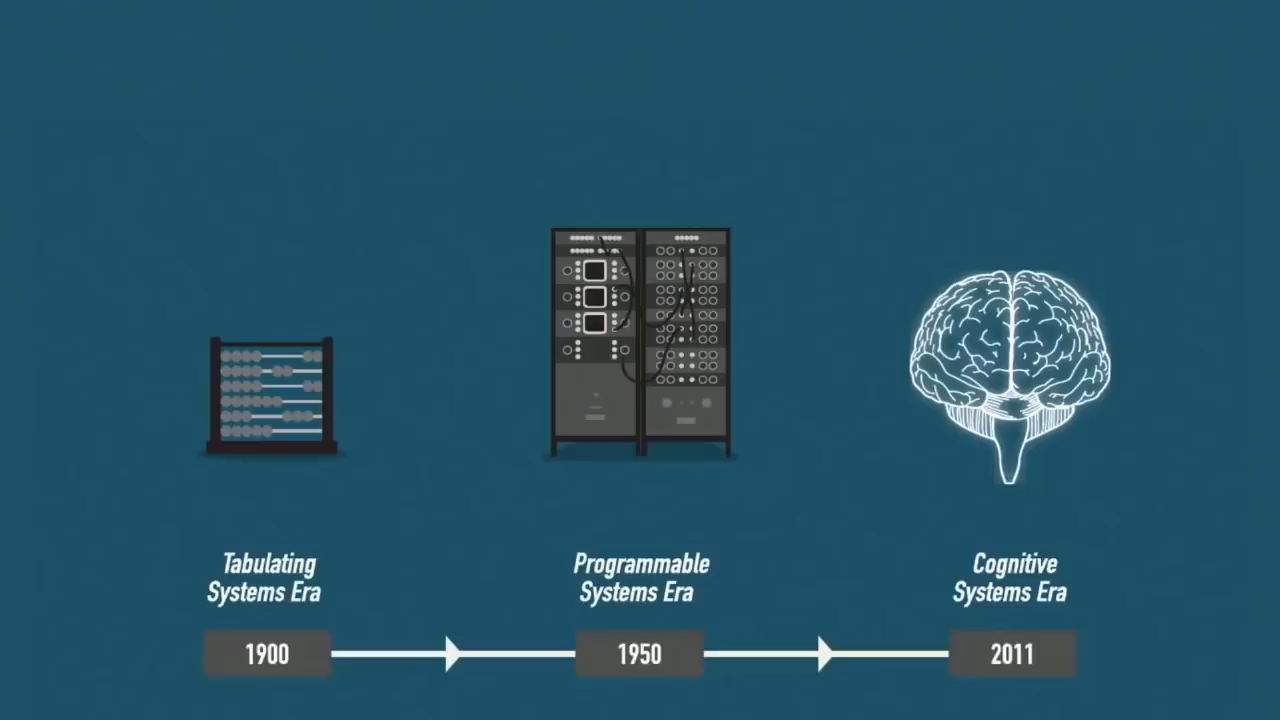 Tabulating
Systems Era
Programmable
Systems Era
Cognitive
Systems Era
1900
1950
2011